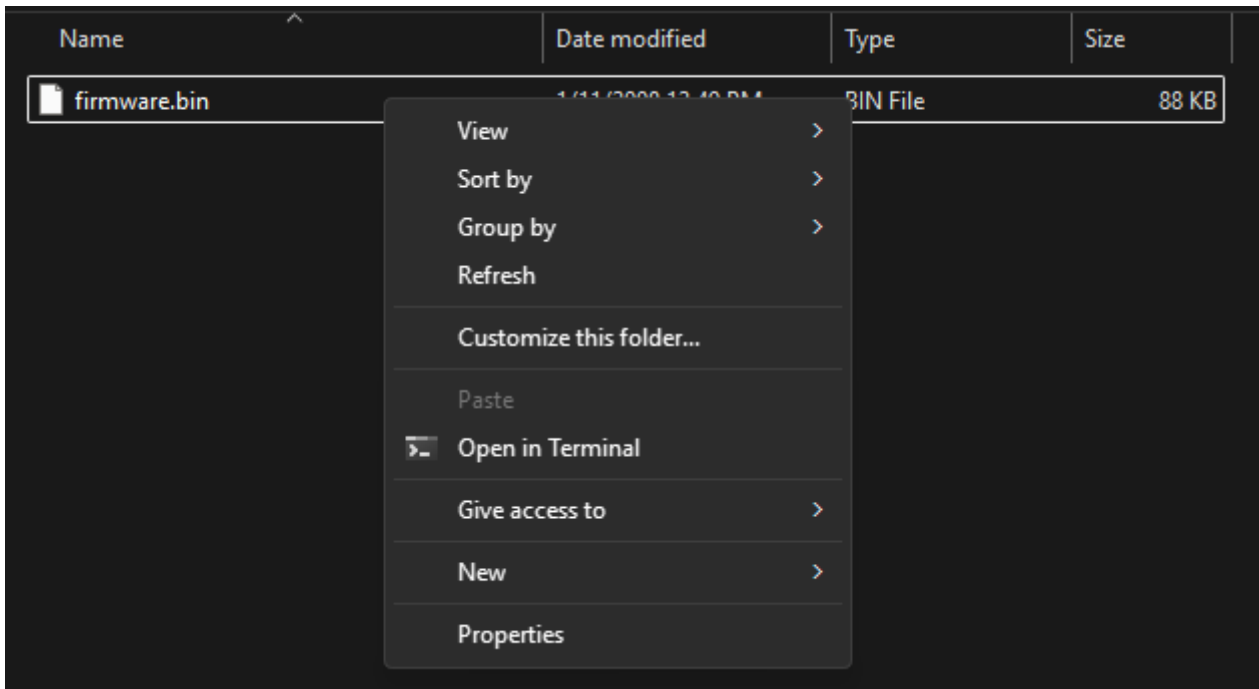 Name Date modified Type Size
firmware.bin BIN File 88 KB
View
Sort by
Group by
Refresh
Customize this folder...
Paste
Open in Terminal
Give access to
New
Properties